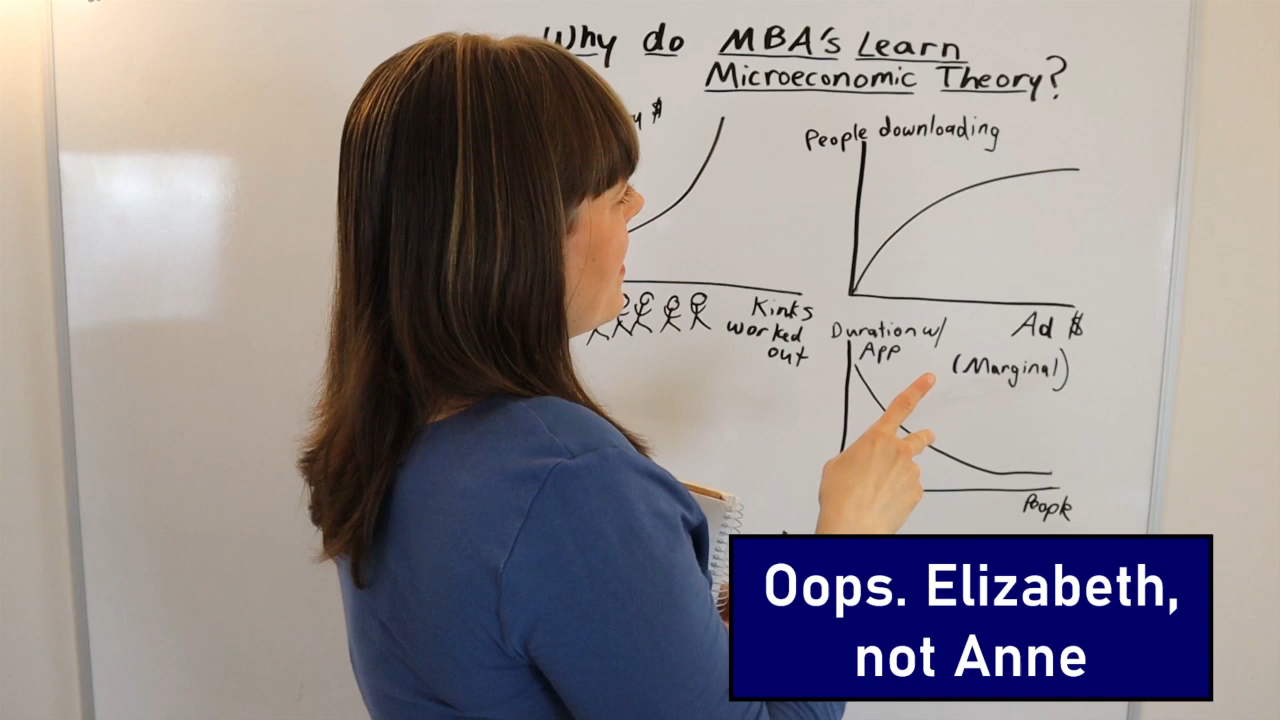 Why do MBA's Learn
Microeconomic Theory?
$
People downloading
Kinks
worked
out
Ad $
Duration w/
App
(Marginal)
People
Oops. Elizabeth,
not Anne